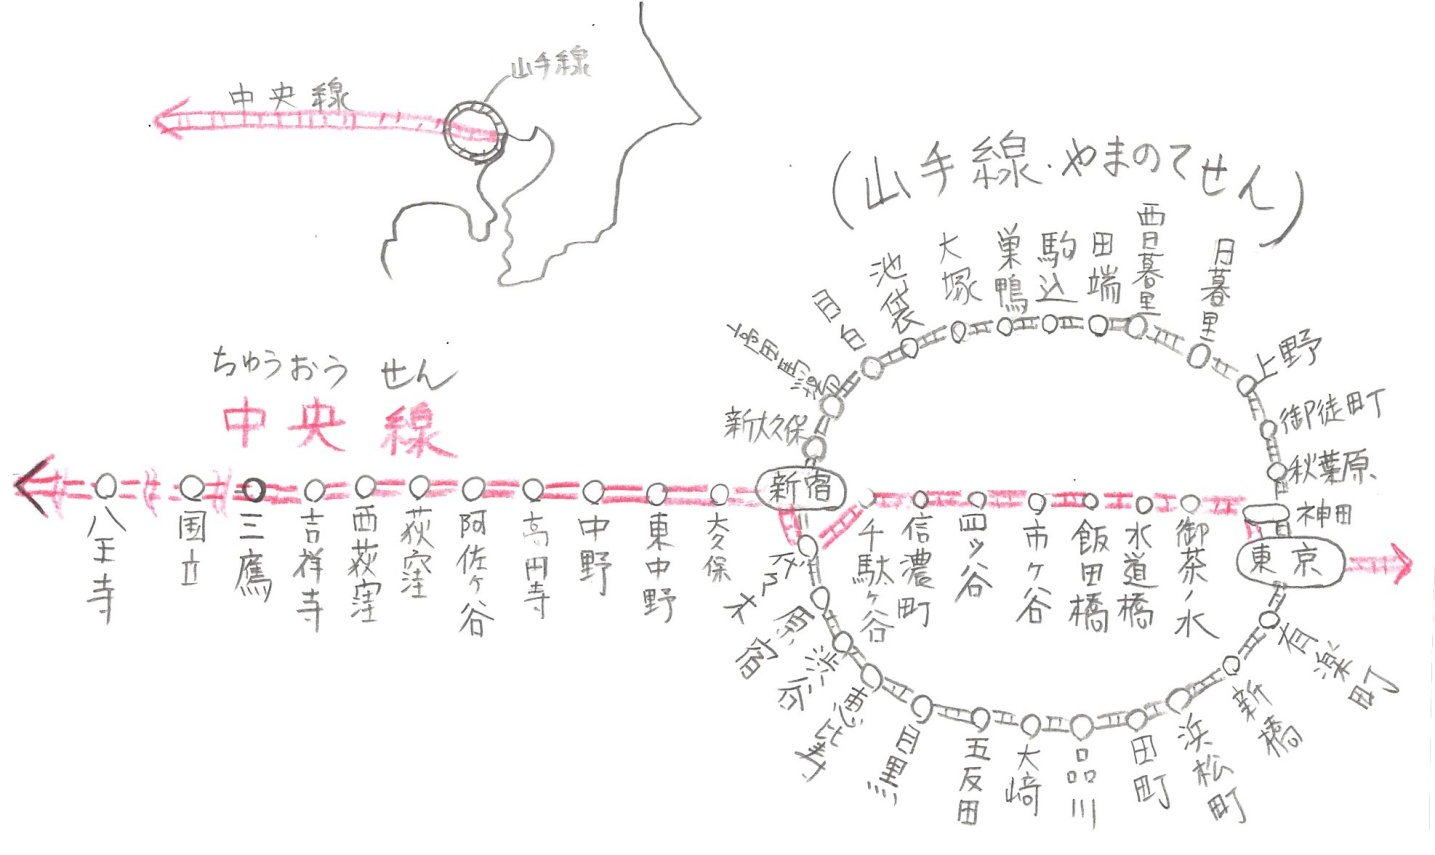 山手線
中央線
(山手線・やまのてせん)
ちゅうおうせん
中央線
八王寺
国立
三鷹
吉祥寺
西荻窪
荻窪
阿佐ヶ谷
高円寺
中野
東中野
大久保
新宿
代々木
千駄ヶ谷
信濃町
四ッ谷
市ヶ谷
飯田橋
水道橋
御茶ノ水
神田
東京
新大久保
高田馬場
目白
池袋
大塚
巣鴨
駒込
田端
西日暮里
日暮里
上野
御徒町
秋葉原
有楽町
新橋
浜松町
田町
品川
大崎
五反田
目黒
恵比寿
渋谷
原宿